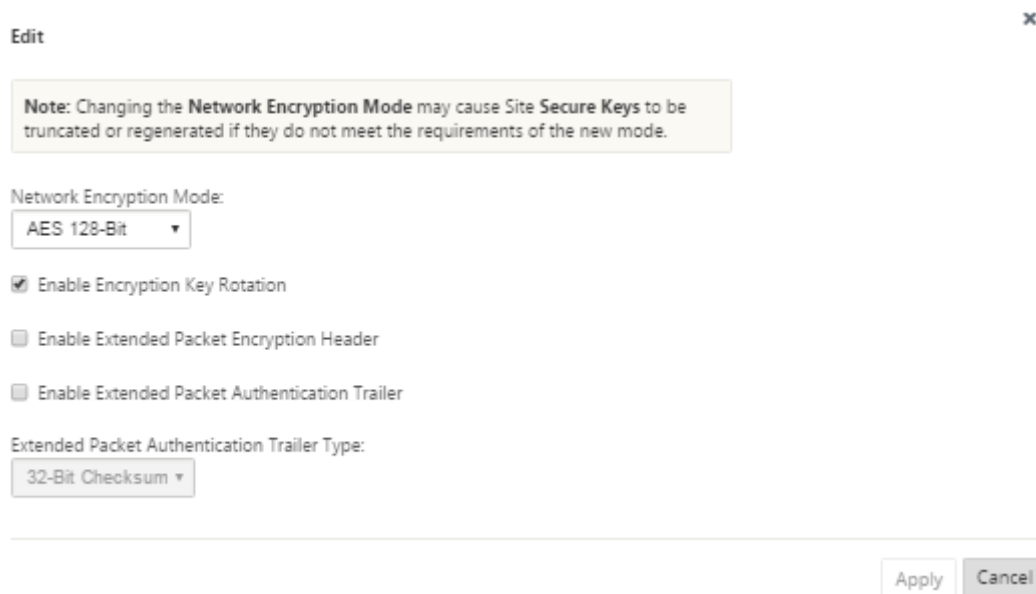 Edit
Note: Changing the Network Encryption Mode may cause Site Secure Keys to be
truncated or regenerated if they do not meet the requirements of the new mode.
Network Encryption Mode:
AES 128-Bit
Enable Encryption Key Rotation
Enable Extended Packet Encryption Header
Enable Extended Packet Authentication Trailer
Extended Packet Authentication Trailer Type:
32-Bit Checksum
Apply Cancel